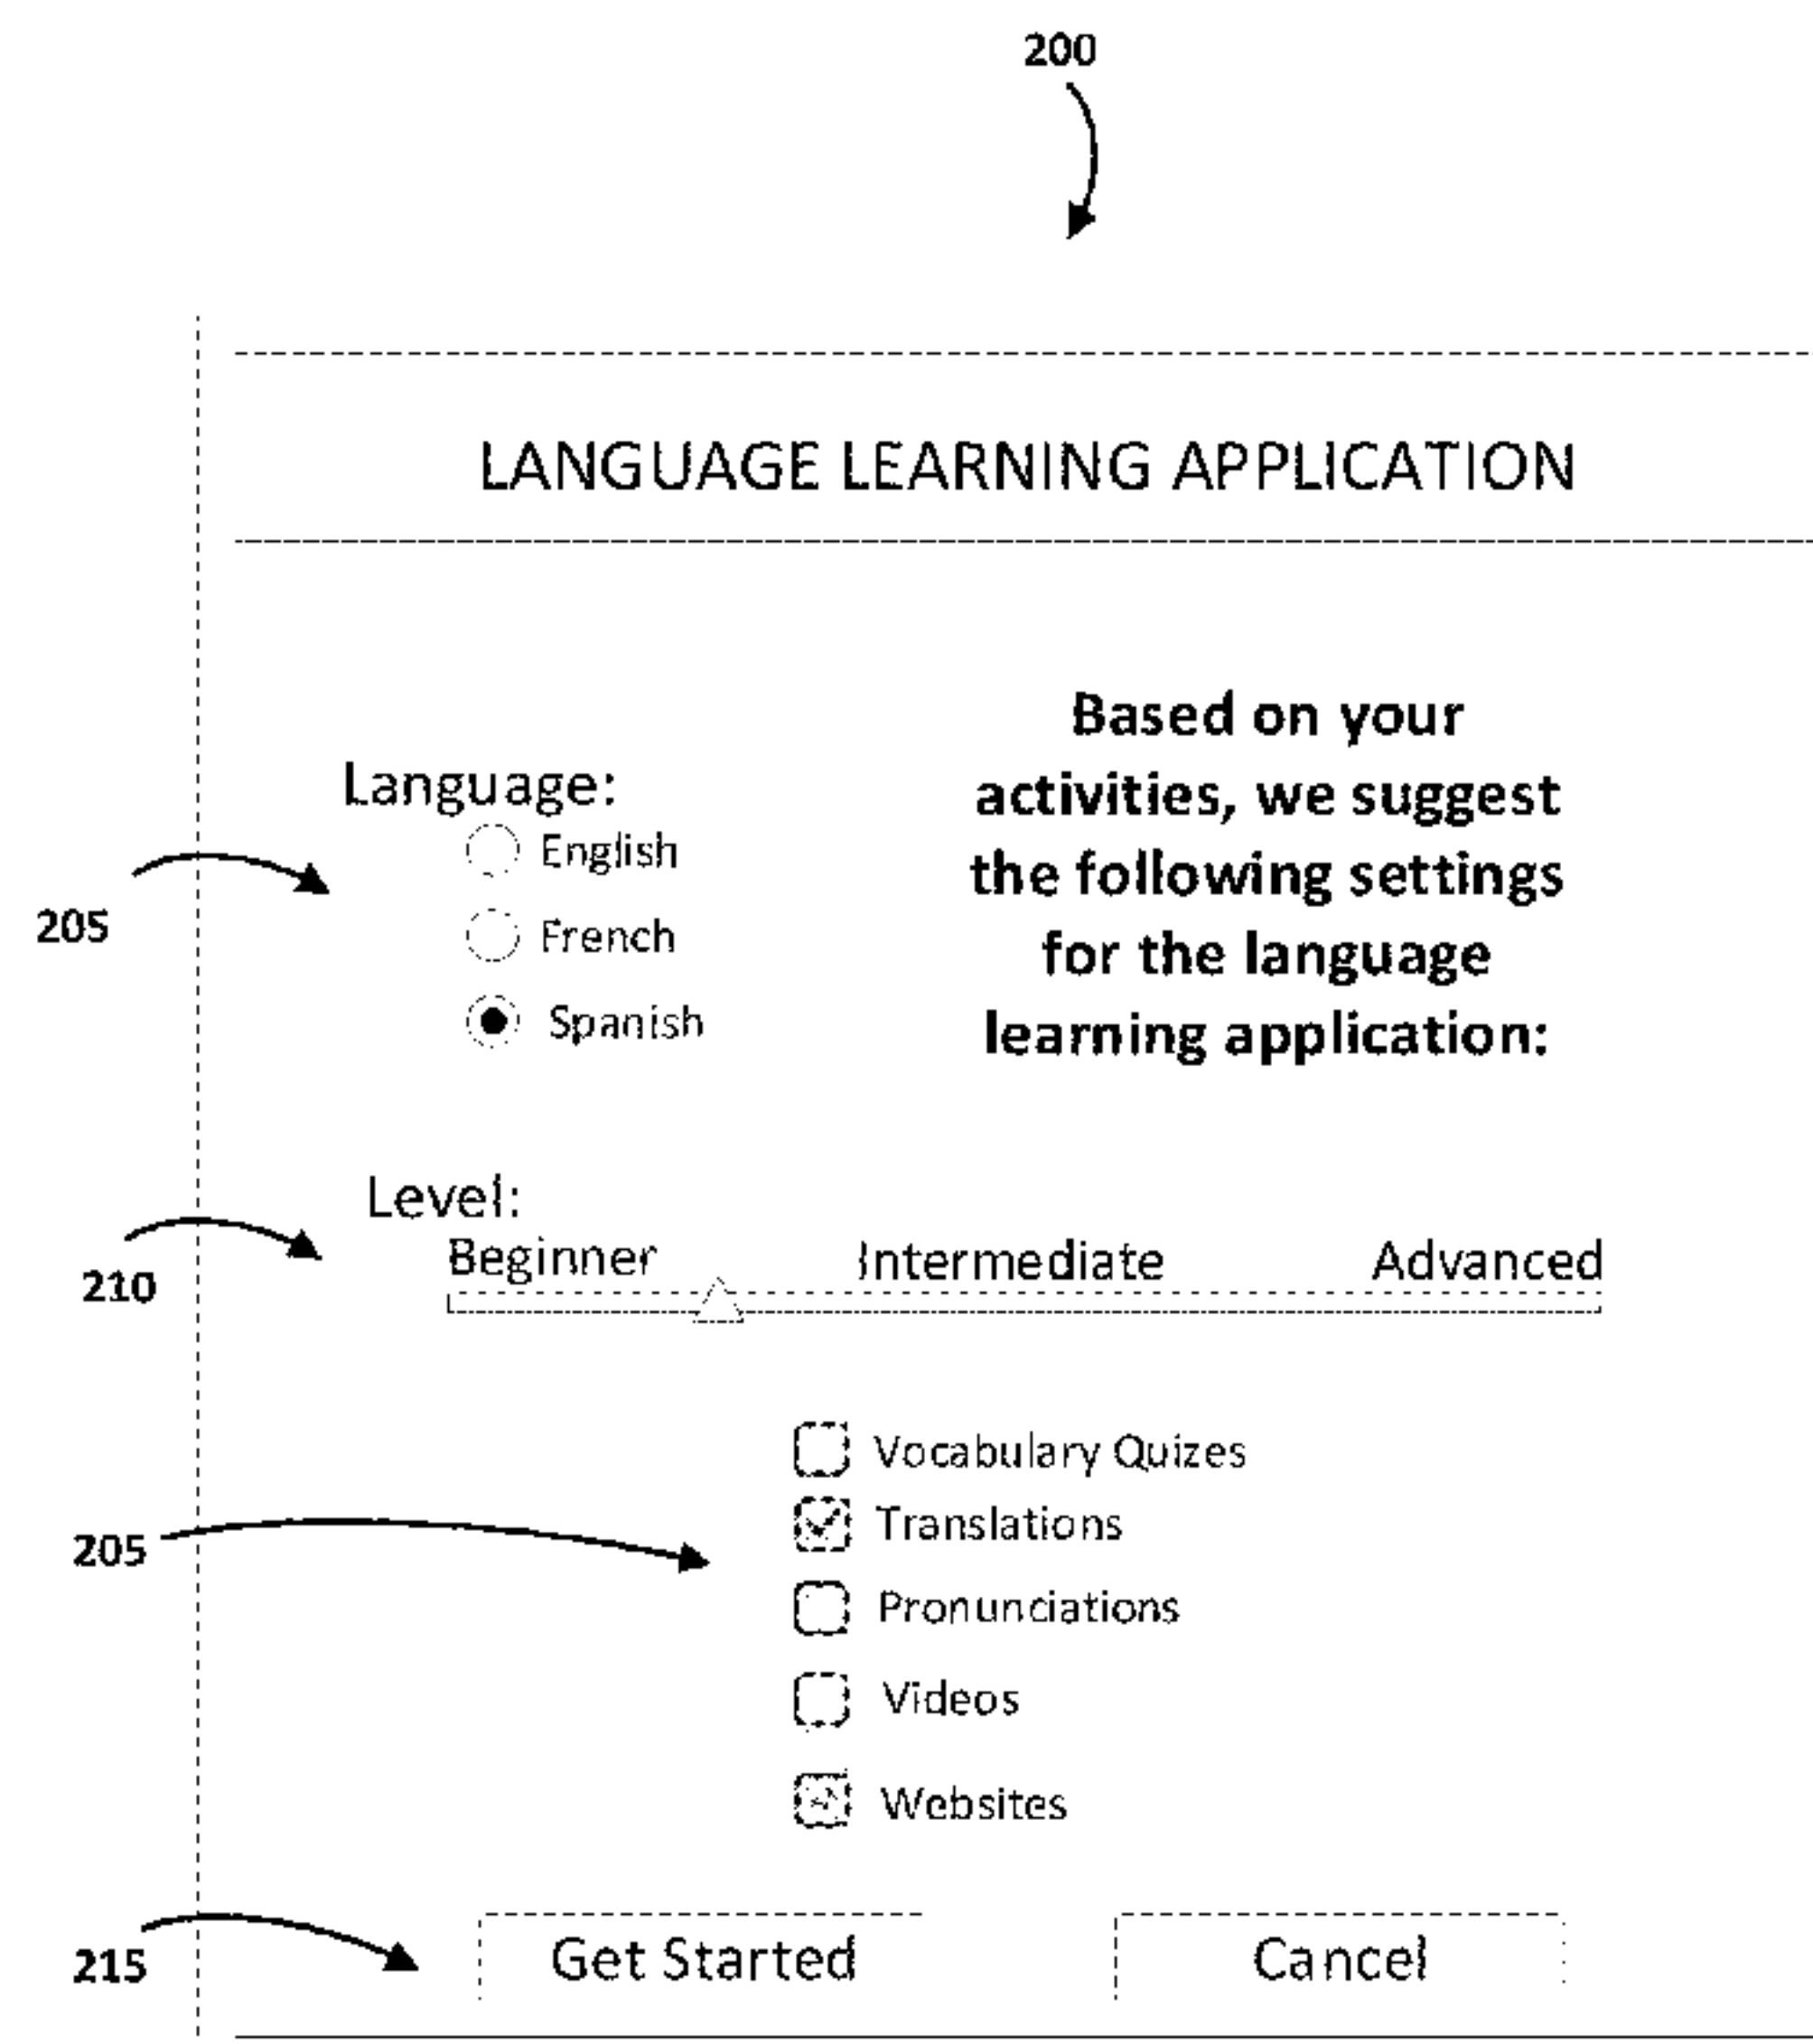 200
LANGUAGE LEARNING APPLICATION
Based on your
activities, we suggest
the following settings
for the language
learning application:
Language:
English
French
Spanish
205
Level:
Beginner Intermediate Advanced
210
Vocabulary Quizes
Translations
Pronunciations
Videos
Websites
205
Get Started Cancel
215